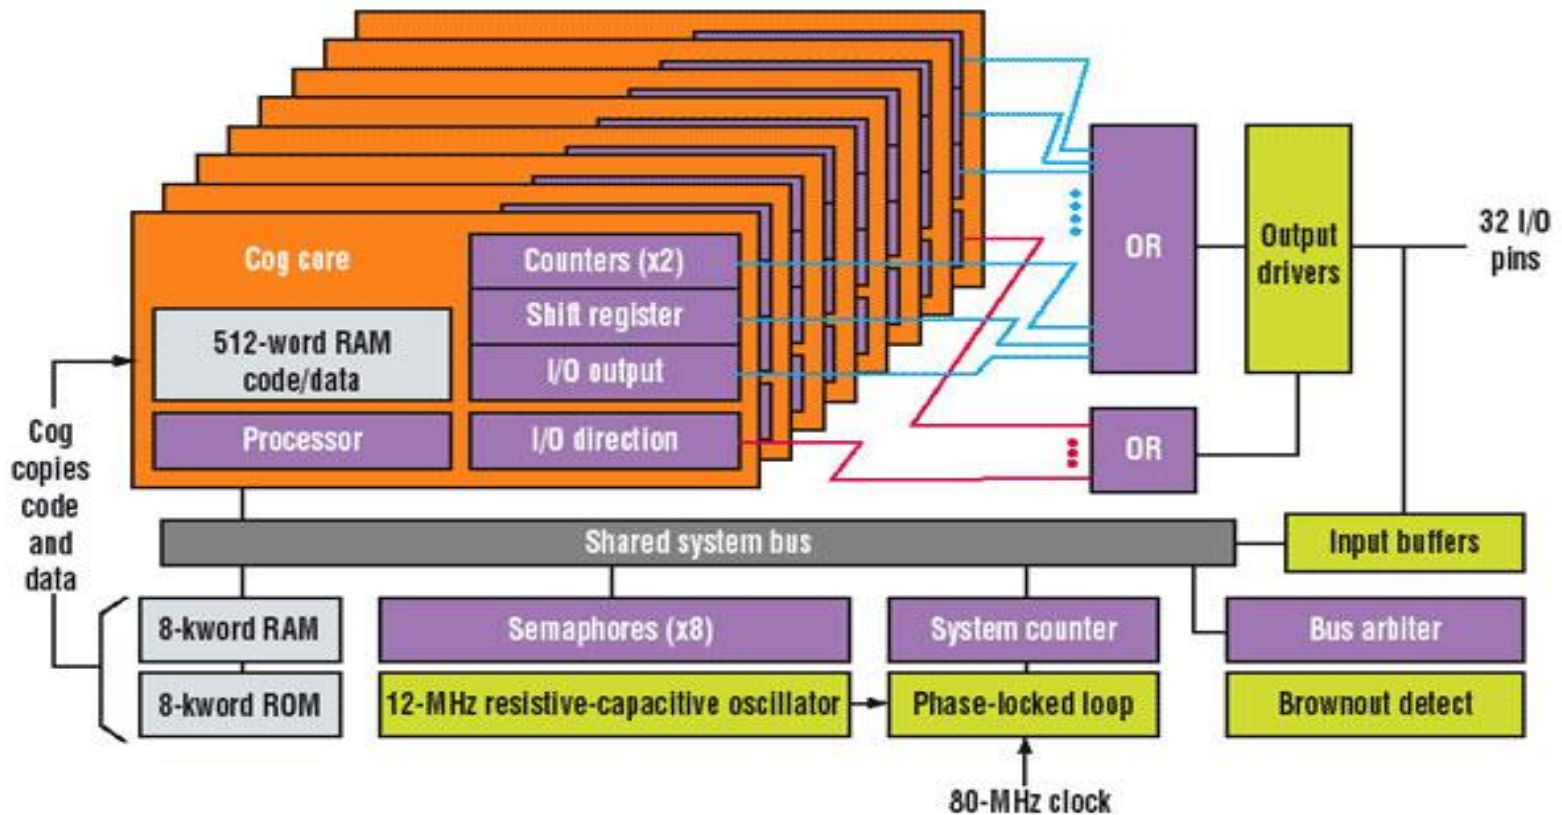 Cog core
Counters (x2)
Shift register
I/O output
512-word RAM
code/data
Processor
I/O direction
OR
Output
drivers
32 I/O
pins
OR
Cog
copies
code
and
data
Shared system bus
Input buffers
8-kword RAM
Semaphores (x8)
System counter
Bus arbiter
8-kword ROM
12-MHz resistive-capacitive oscillator
Phase-locked loop
Brownout detect
80-MHz clock